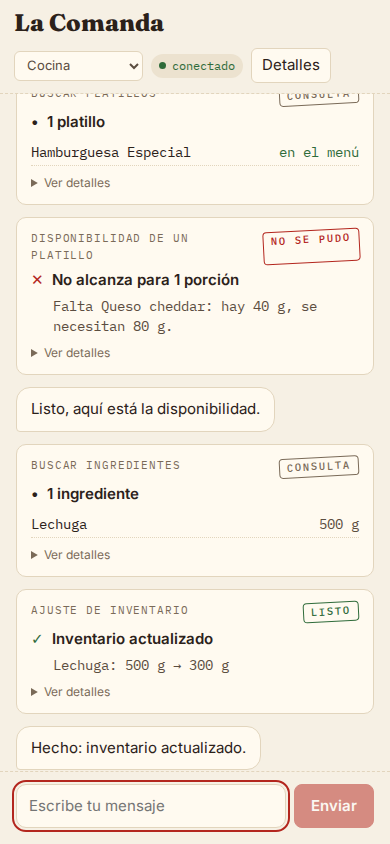 La Comanda
Cocina
conectado
Detalles
BUSCAR PLATILLOS
CONSULTA
• 1 platillo
Hamburguesa Especial en el menú
Ver detalles
DISPONIBILIDAD DE UN
PLATILLO
NO SE PUDO
✕ No alcanza para 1 porción
Falta Queso cheddar: hay 40 g, se
necesitan 80 g.
Ver detalles
Listo, aquí está la disponibilidad.
BUSCAR INGREDIENTES
CONSULTA
• 1 ingrediente
Lechuga 500 g
Ver detalles
AJUSTE DE INVENTARIO
LISTO
✓ Inventario actualizado
Lechuga: 500 g → 300 g
Ver detalles
Hecho: inventario actualizado.
Escribe tu mensaje
Enviar